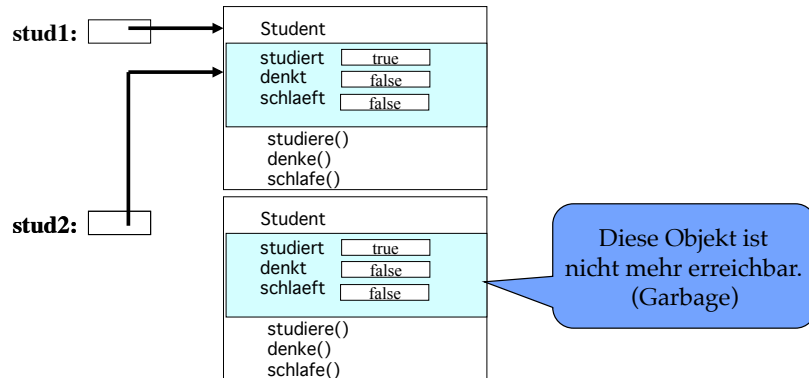 stud1:
Student
studiert true
denkt false
schlaeft false
studiere()
denke()
schlafe()
stud2:
Student
studiert true
denkt false
schlaeft false
studiere()
denke()
schlafe()
Diese Objekt ist
nicht mehr erreichbar.
(Garbage)